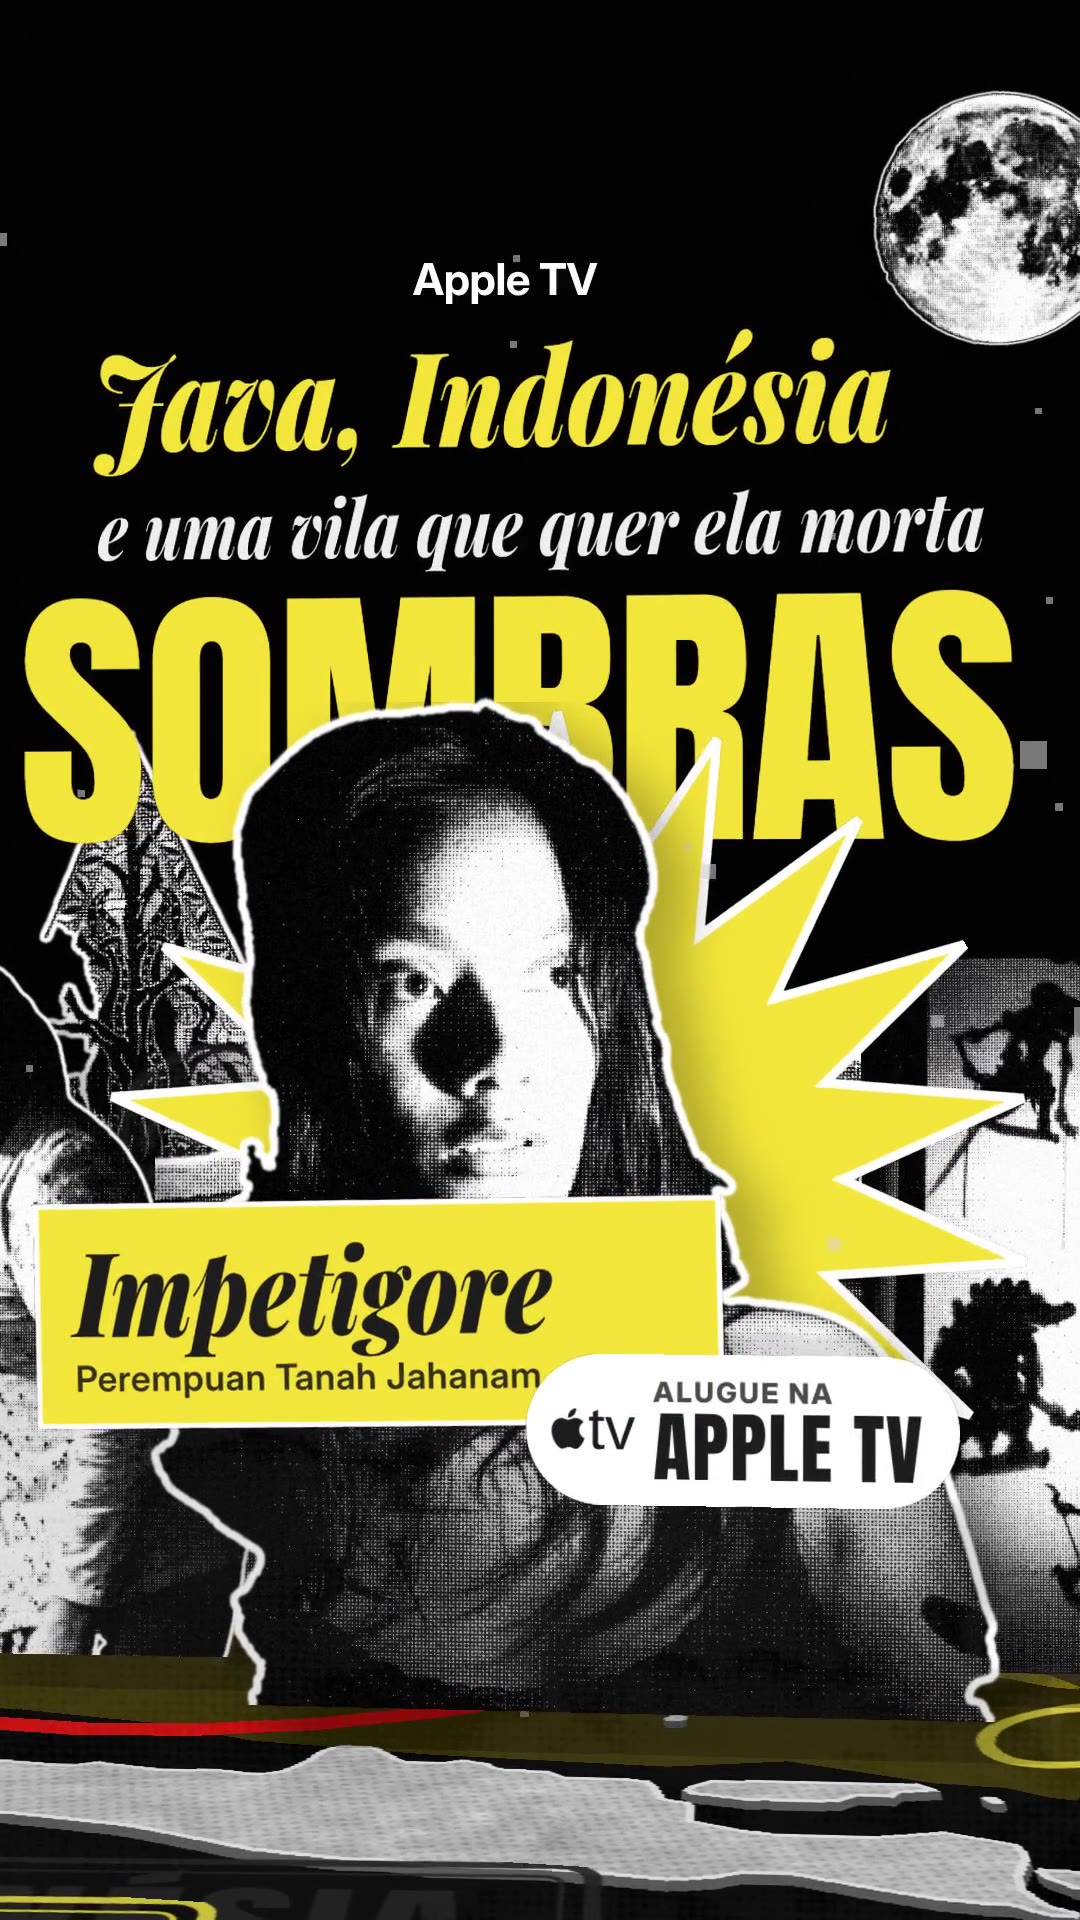 Apple TV
Java, Indonésia
e uma vila que quer ela morta
SOMBRAS
Impetigore
Perempuan Tanah Jahanam
tv
ALUGUE NA
APPLE TV